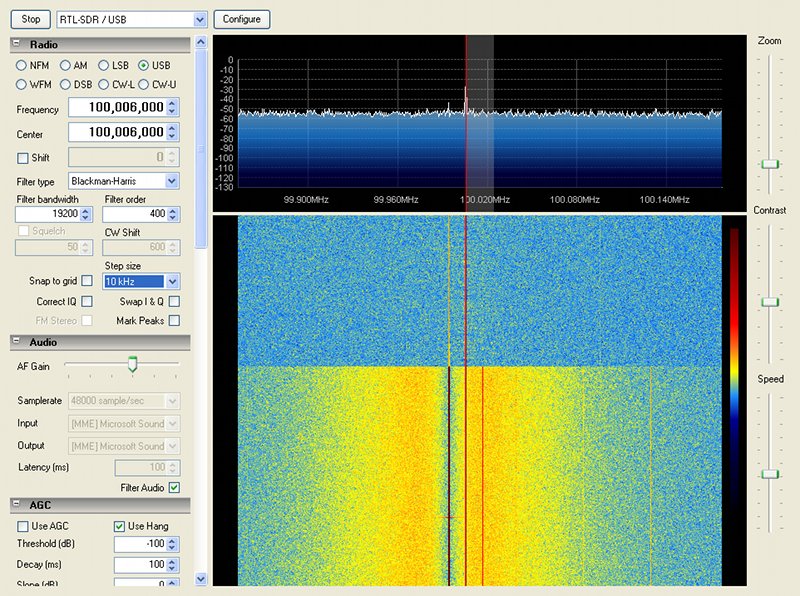 Stop RTL-SDR / USB Configure
Radio
NFM AM LSB USB
WFM DSB CW-L CW-U
Frequency 100,006,000
Center 100,006,000
Shift 0
Filter type Blackman-Harris
Filter bandwidth Filter order
19200 400
Squelch CW Shift
50 600
Step size
Snap to grid 10 kHz
Correct IQ Swap I & Q
FM Stereo Mark Peaks
Audio
AF Gain
Samplerate 48000 sample/sec
Input [MME] Microsoft Sound
Output [MME] Microsoft Sound
Latency (ms) 100
Filter Audio
AGC
Use AGC Use Hang
Threshold (dB) -100
Decay (ms) 100
Slope (dB) 0
0
-10
-20
-30
-40
-50
-60
-70
-80
-90
-100
-110
-120
-130
99.900MHz 99.960MHz 100.020MHz 100.080MHz 100.140MHz
Zoom
Contrast
Speed